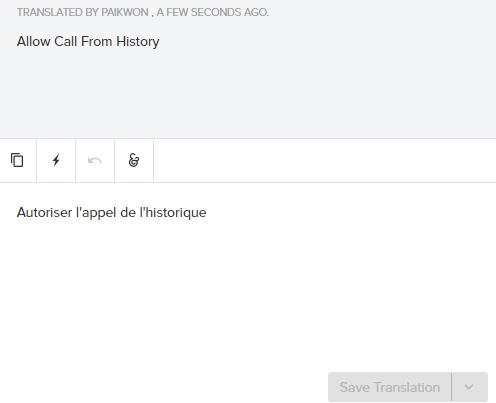 TRANSLATED BY PAIKWON , A FEW SECONDS AGO.
Allow Call From History
Autoriser l'appel de l'historique
Save Translation